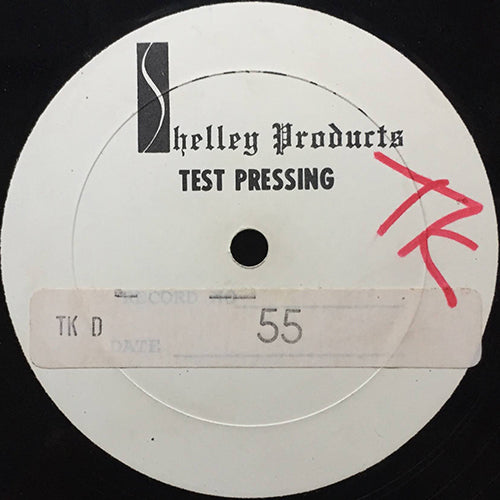 Shelley Products
TEST PRESSING
TK
RECORD NO
TK D 55
DATE